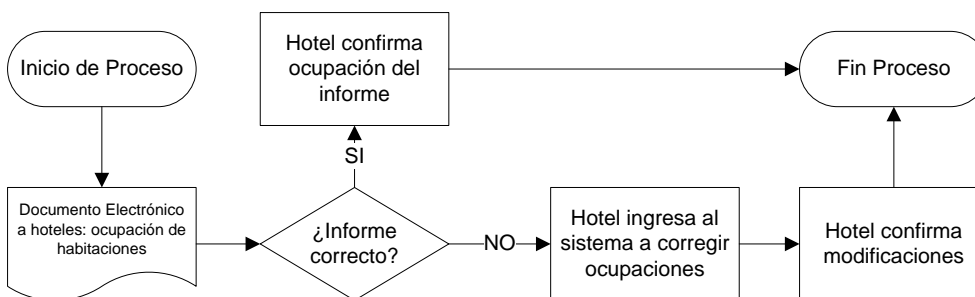 Inicio de Proceso
Hotel confirma
ocupación del
informe
Fin Proceso
SI
Documento Electrónico
a hoteles: ocupación de
habitaciones
¿Informe
correcto?
NO
Hotel ingresa al
sistema a corregir
ocupaciones
Hotel confirma
modificaciones